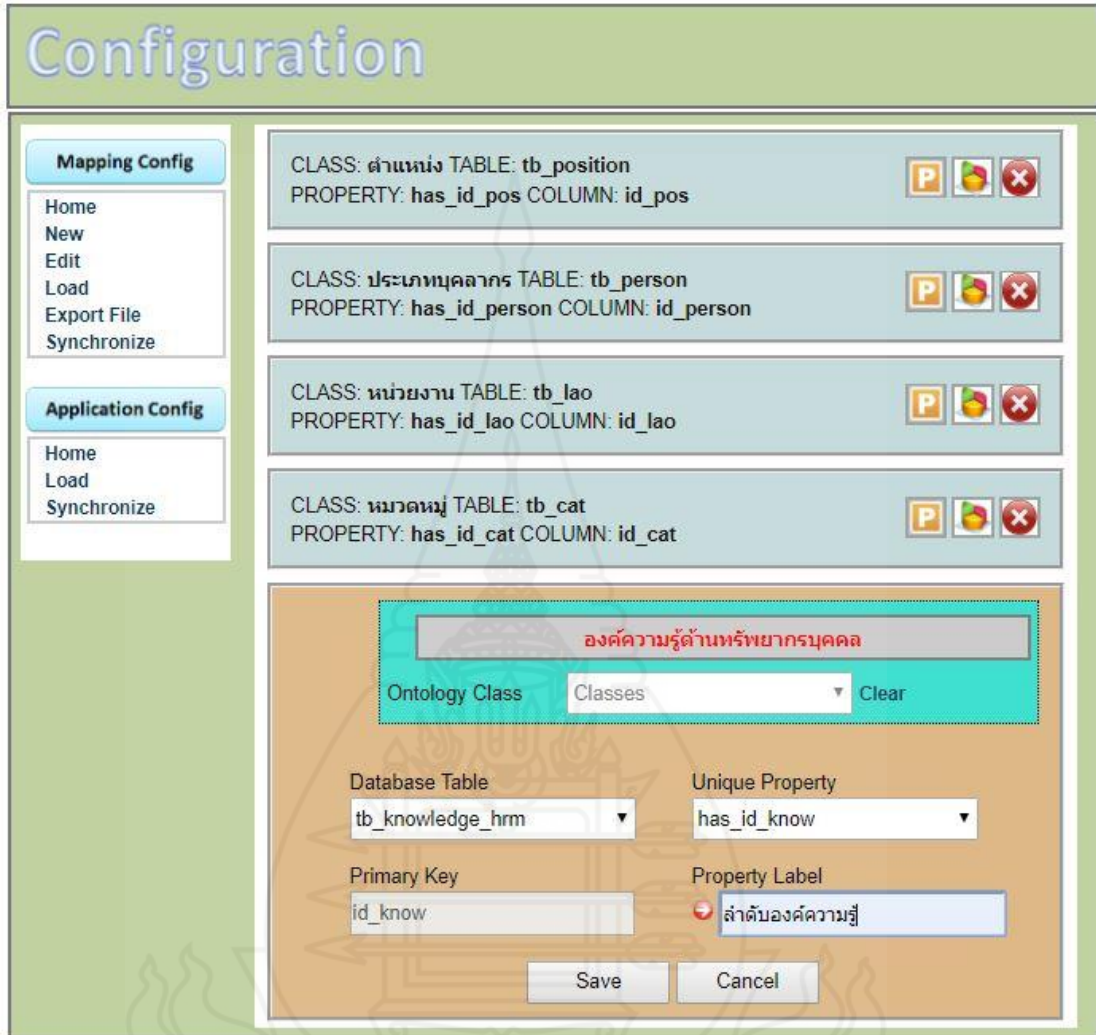 Configuration
Mapping Config
Home
New
Edit
Load
Export File
Synchronize
Application Config
Home
Load
Synchronize
CLASS: ตำแหน่ง TABLE: tb_position
PROPERTY: has_id_pos COLUMN: id_pos
P
CLASS: ประเภทบุคลากร TABLE: tb_person
PROPERTY: has_id_person COLUMN: id_person
P
CLASS: หน่วยงาน TABLE: tb_lao
PROPERTY: has_id_lao COLUMN: id_lao
P
CLASS: หมวดหมู่ TABLE: tb_cat
PROPERTY: has_id_cat COLUMN: id_cat
P
องค์ความรู้ด้านทรัพยากรบุคคล
Ontology Class Classes Clear
Database Table Unique Property
tb_knowledge_hrm has_id_know
Primary Key Property Label
id_know ลำดับองค์ความรู้
Save Cancel